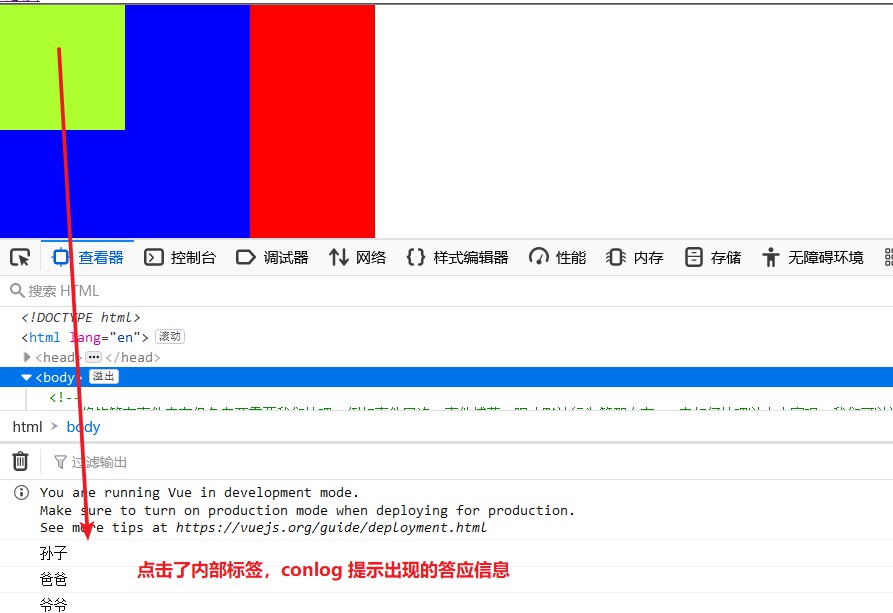 查看器 控制台 调试器 网络 样式编辑器 性能 内存 存储 无障碍环境
搜索 HTML
<!DOCTYPE html>
<html lang="en"> 滚动
<head> ••• </head>
<body> 溢出
<!--
html > body
过滤输出
You are running Vue in development mode.
Make sure to turn on production mode when deploying for production.
See more tips at https://vuejs.org/guide/deployment.html
孙子
爸爸
点击了内部标签，conlog 提示出现的答应信息
爷爷